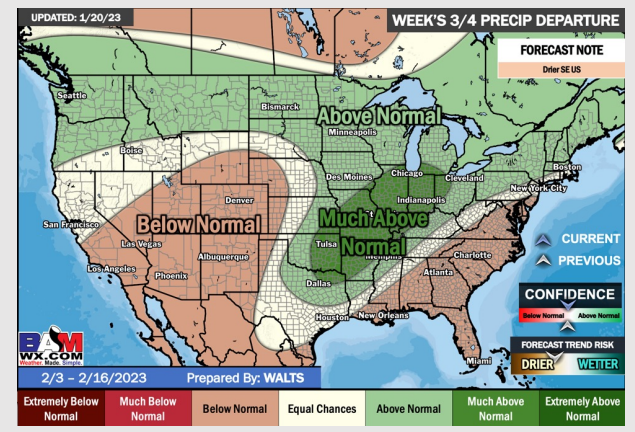 UPDATED: 1/20/23
WEEK'S 3/4 PRECIP DEPARTURE
FORECAST NOTE
Drier SE US
Seattle
Bismarck
Above Normal
Minneapolis
Boise
Boston
Des Moines
Chicago
Cleveland
New York City
Denver
Indianapolis
San Francisco
Below Normal
Much Above
Normal
Las Vegas
Tulsa
Memphis
Charlotte
Albuquerque
Los Angeles
Phoenix
Atlanta
Dallas
Houston
New Orleans
Miami
CURRENT
PREVIOUS
CONFIDENCE
Below Normal
Above Normal
FORECAST TREND RISK
DRIER
WETTER
BAM
WX.COM
Weather. Made. Simple.
2/3 – 2/16/2023
Prepared By: WALTS
Extremely Below
Normal
Much Below
Normal
Below Normal
Equal Chances
Above Normal
Much Above
Normal
Extremely Above
Normal